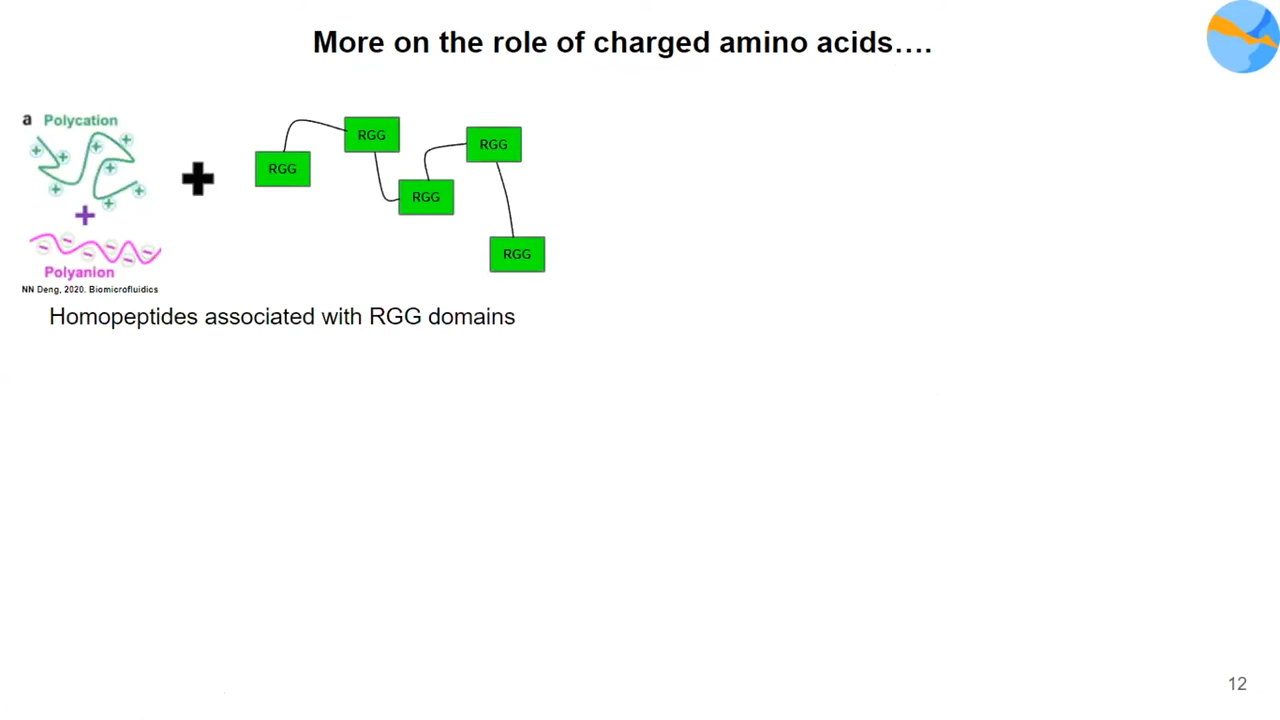 More on the role of charged amino acids....
a Polycation
+
Polyanion
NN Deng, 2020. Biomicrofluidics
RGG
RGG
RGG
RGG
RGG
Homopeptides associated with RGG domains
12